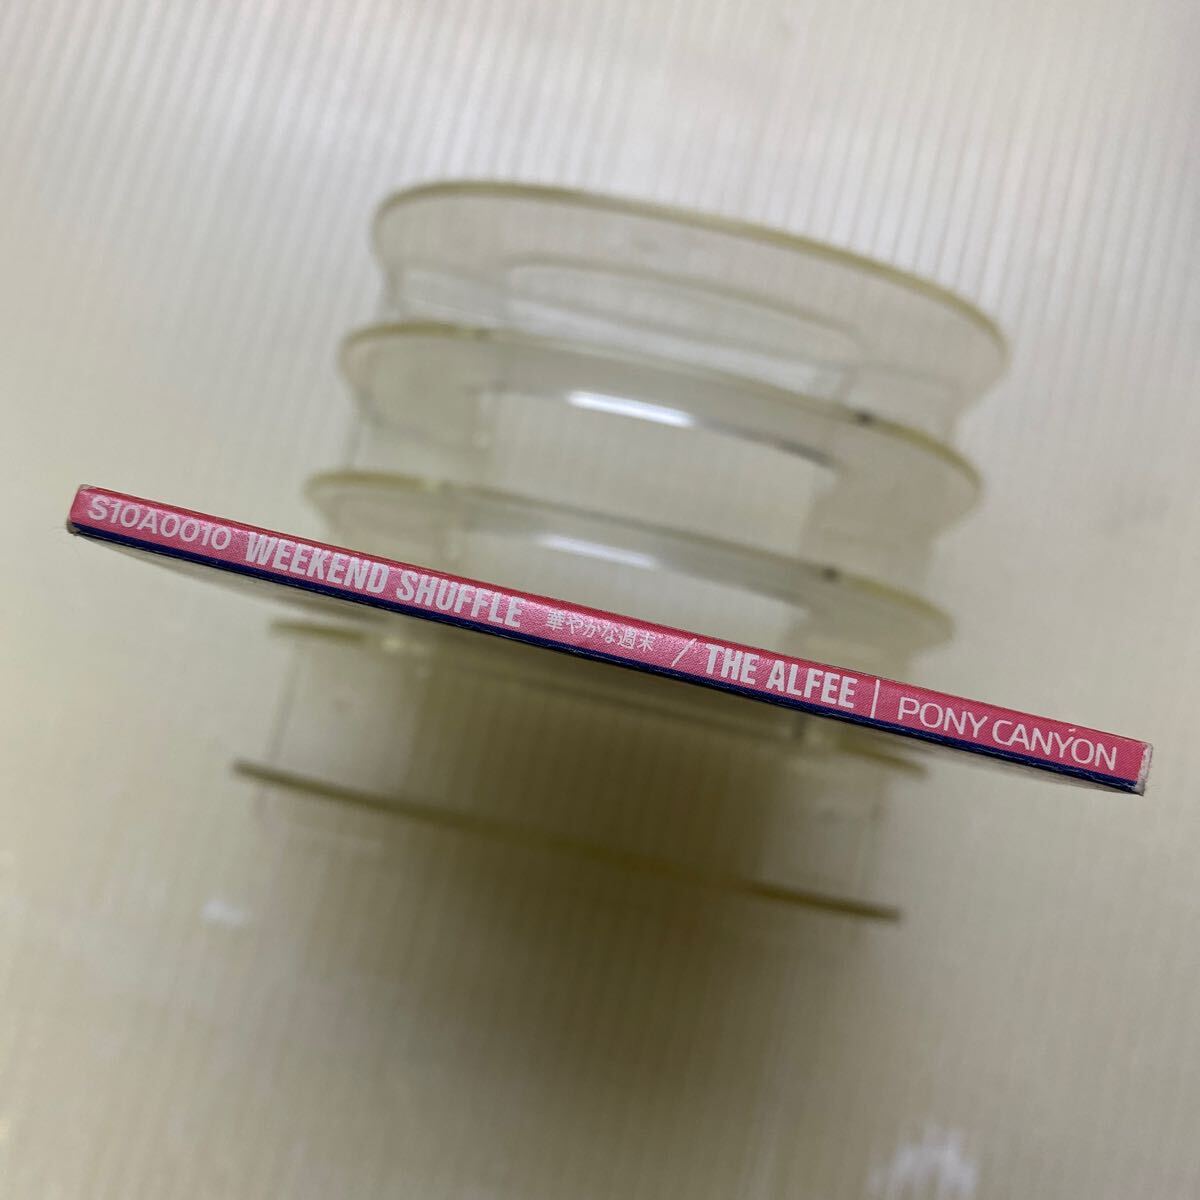 S10A0010 WEEKEND SHUFFLE 華やかな週末 / THE ALFEE | PONY CANYON